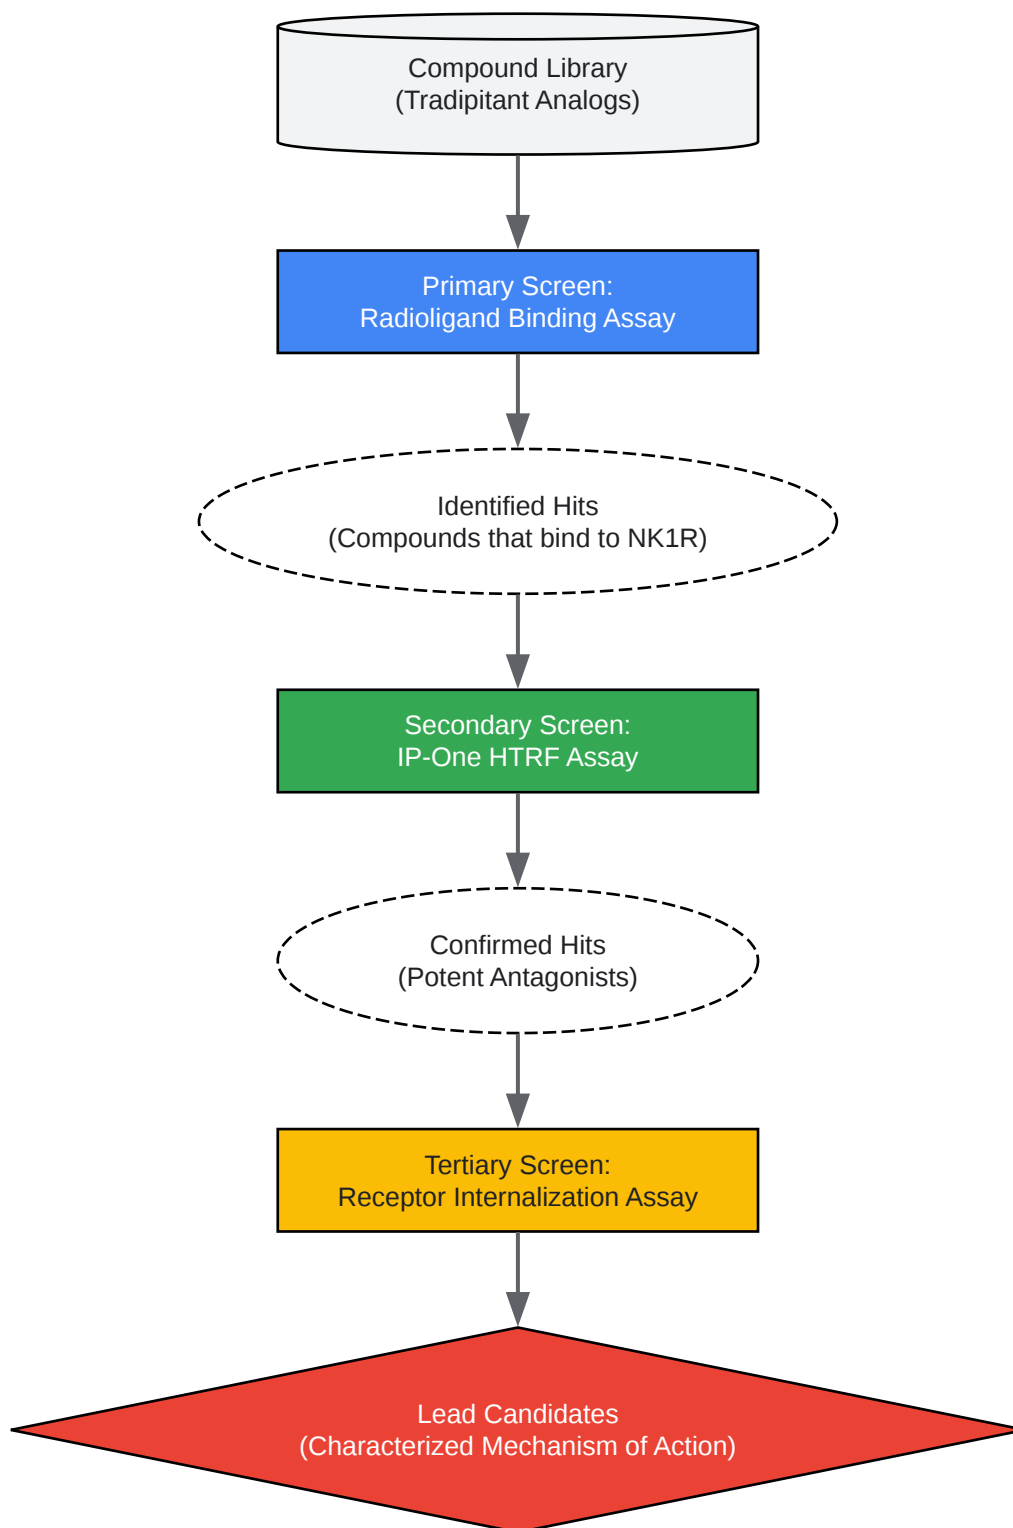 Compound Library
(Tradipitant Analogs)
Primary Screen:
Radioligand Binding Assay
Identified Hits
(Compounds that bind to NK1R)
Secondary Screen:
IP-One HTRF Assay
Confirmed Hits
(Potent Antagonists)
Tertiary Screen:
Receptor Internalization Assay
Lead Candidates
(Characterized Mechanism of Action)